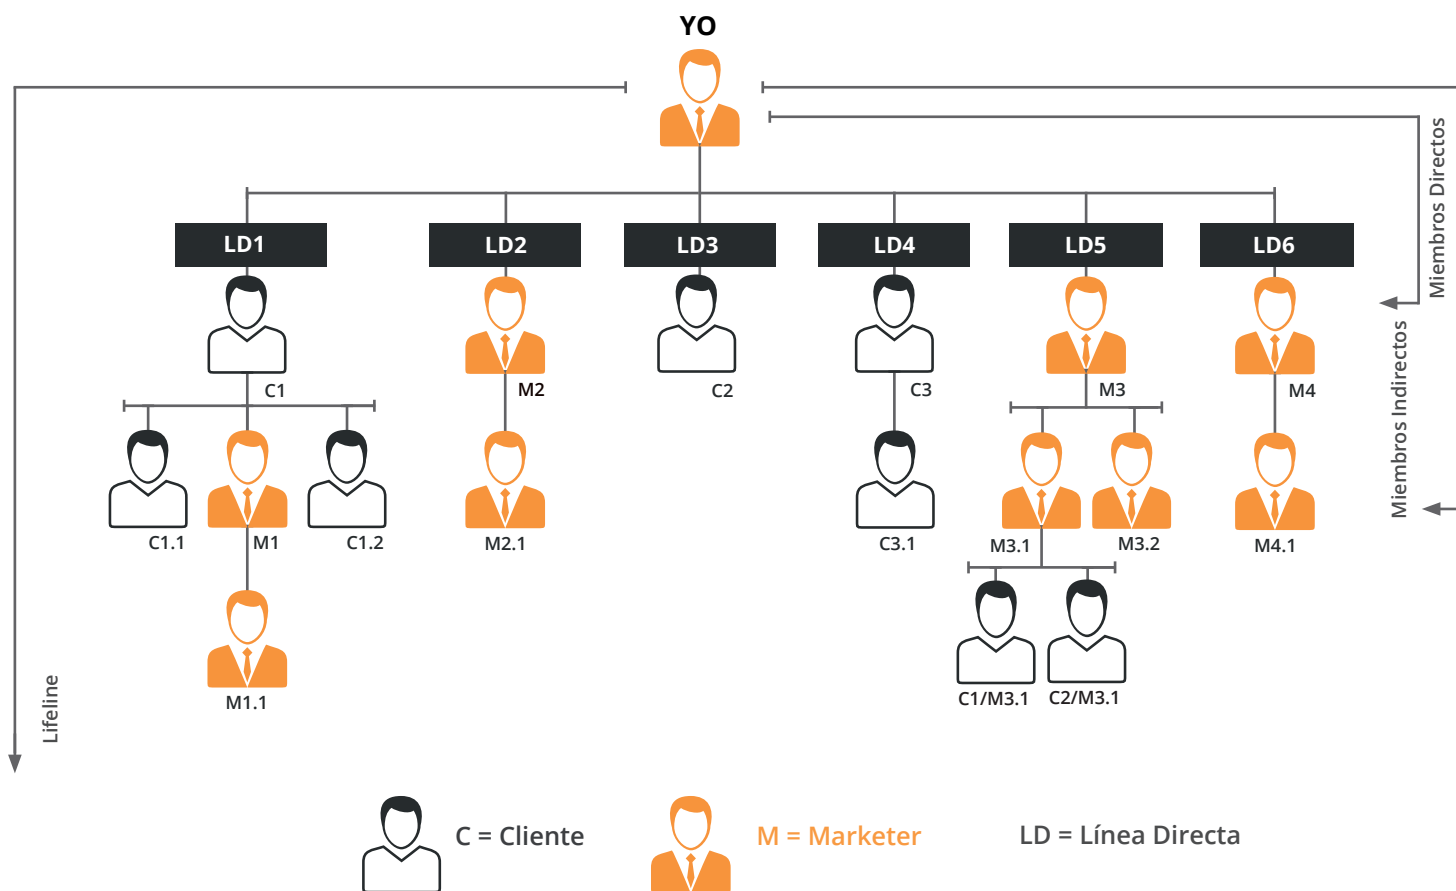 YO
LD1
LD2
LD3
LD4
LD5
LD6
C1
M2
C2
C3
M3
M4
C1.1
M1
C1.2
M2.1
C3.1
M3.1
M3.2
M4.1
M1.1
C1/M3.1
C2/M3.1
Miembros Directos
Miembros Indirectos
Lifeline
C = Cliente
M = Marketer
LD = Línea Directa